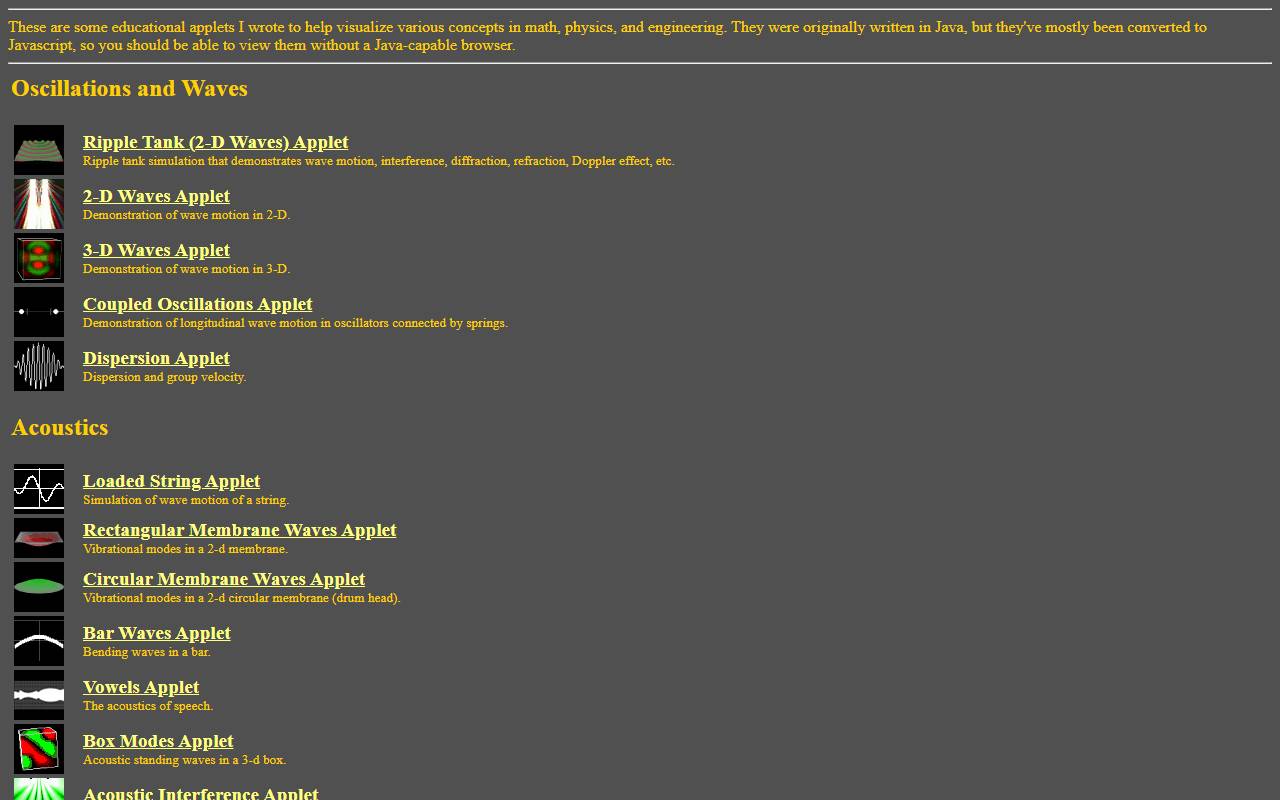 These are some educational applets I wrote to help visualize various concepts in math, physics, and engineering. They were originally written in Java, but they've mostly been converted to
Javascript, so you should be able to view them without a Java-capable browser.
Oscillations and Waves
Ripple Tank (2-D Waves) Applet
Ripple tank simulation that demonstrates wave motion, interference, diffraction, refraction, Doppler effect, etc.
2-D Waves Applet
Demonstration of wave motion in 2-D.
3-D Waves Applet
Demonstration of wave motion in 3-D.
Coupled Oscillations Applet
Demonstration of longitudinal wave motion in oscillators connected by springs.
Dispersion Applet
Dispersion and group velocity.
Acoustics
Loaded String Applet
Simulation of wave motion of a string.
Rectangular Membrane Waves Applet
Vibrational modes in a 2-d membrane.
Circular Membrane Waves Applet
Vibrational modes in a 2-d circular membrane (drum head).
Bar Waves Applet
Bending waves in a bar.
Vowels Applet
The acoustics of speech.
Box Modes Applet
Acoustic standing waves in a 3-d box.
Acoustic Interference Applet